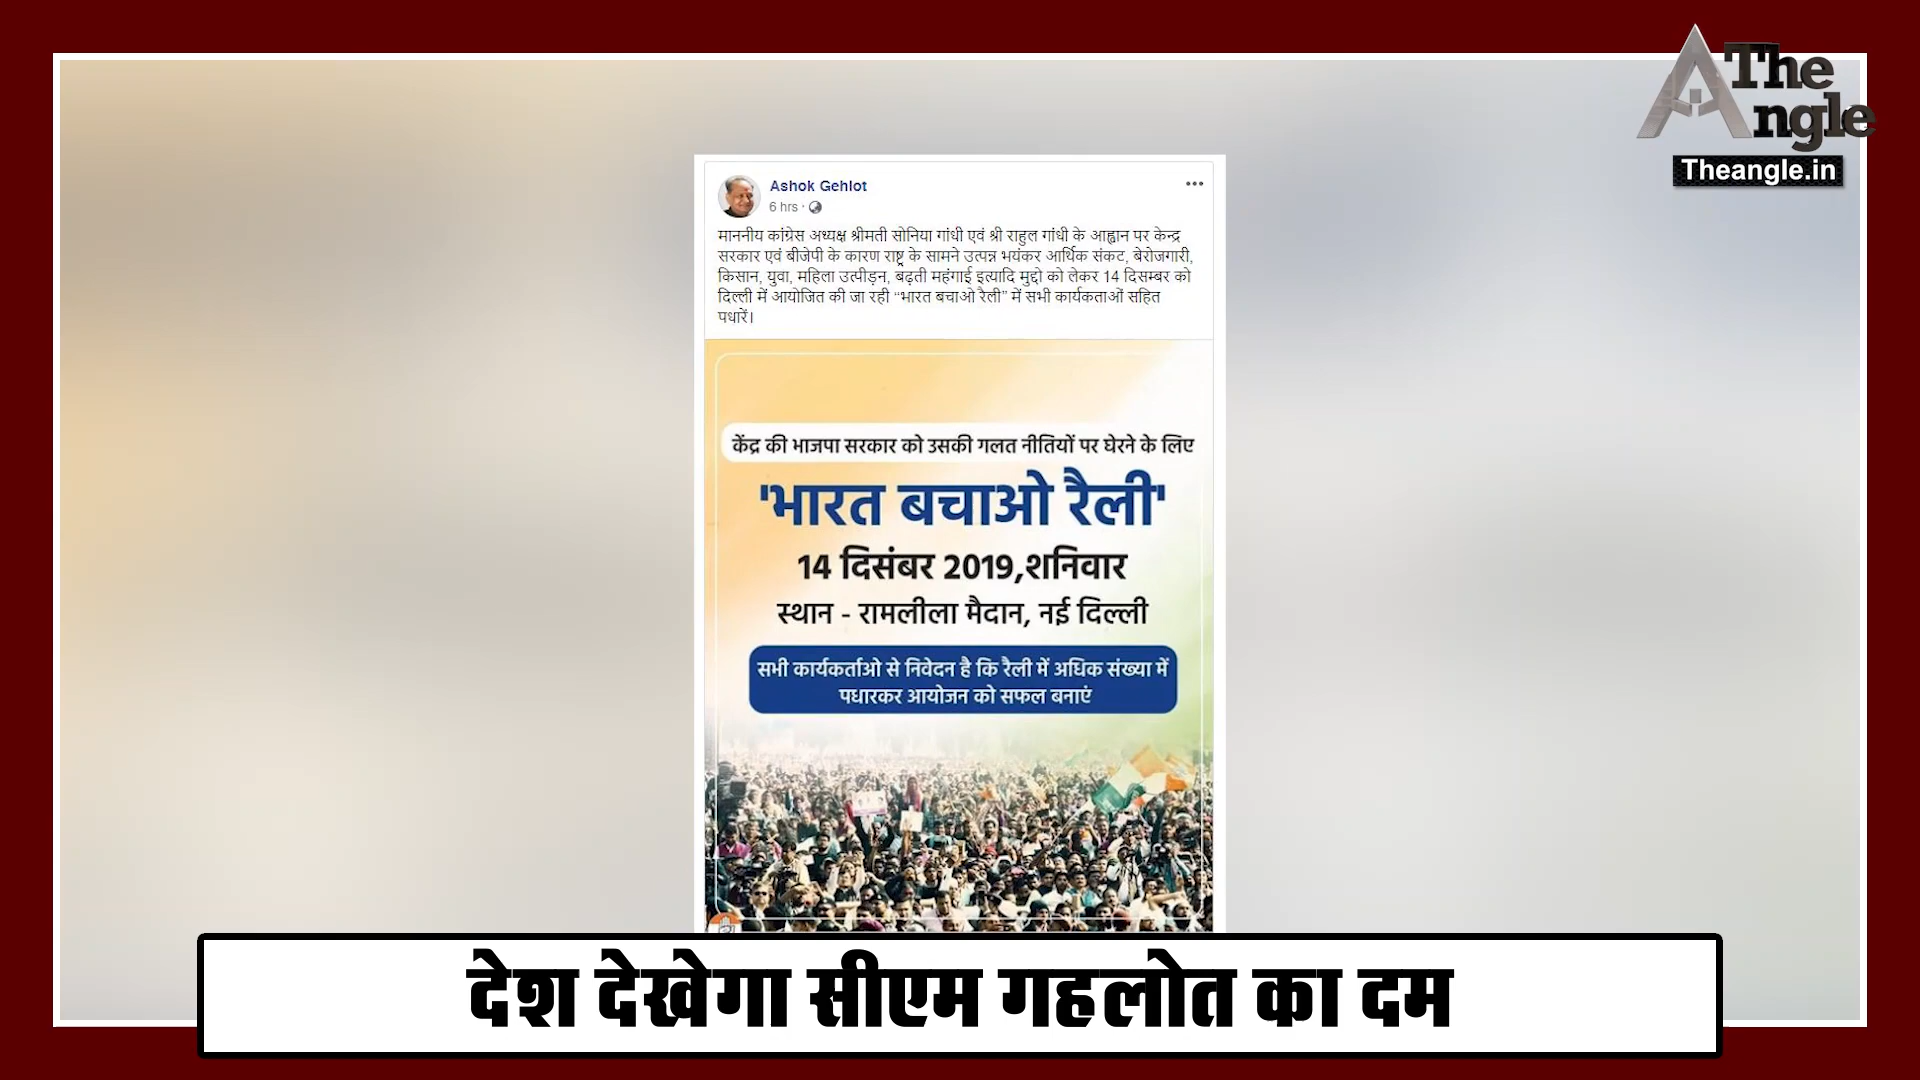 The
Angle
Theangle.in
Ashok Gehlot
6 hrs ·
माननीय कांग्रेस अध्यक्ष श्रीमती सोनिया गांधी एवं श्री राहुल गांधी के आह्वान पर केन्द्र
सरकार एवं बीजेपी के कारण राष्ट्र के सामने उत्पन्न भयंकर आर्थिक संकट, बेरोजगारी,
किसान, युवा, महिला उत्पीड़न, बढ़ती महंगाई इत्यादि मुद्दो को लेकर 14 दिसम्बर को
दिल्ली में आयोजित की जा रही “भारत बचाओ रैली” में सभी कार्यकताओं सहित
पधारें।
केंद्र की भाजपा सरकार को उसकी गलत नीतियों पर घेरने के लिए
'भारत बचाओ रैली'
14 दिसंबर 2019,शनिवार
स्थान - रामलीला मैदान, नई दिल्ली
सभी कार्यकर्ताओ से निवेदन है कि रैली में अधिक संख्या में
पधारकर आयोजन को सफल बनाएं
देश देखेगा सीएम गहलोत का दम